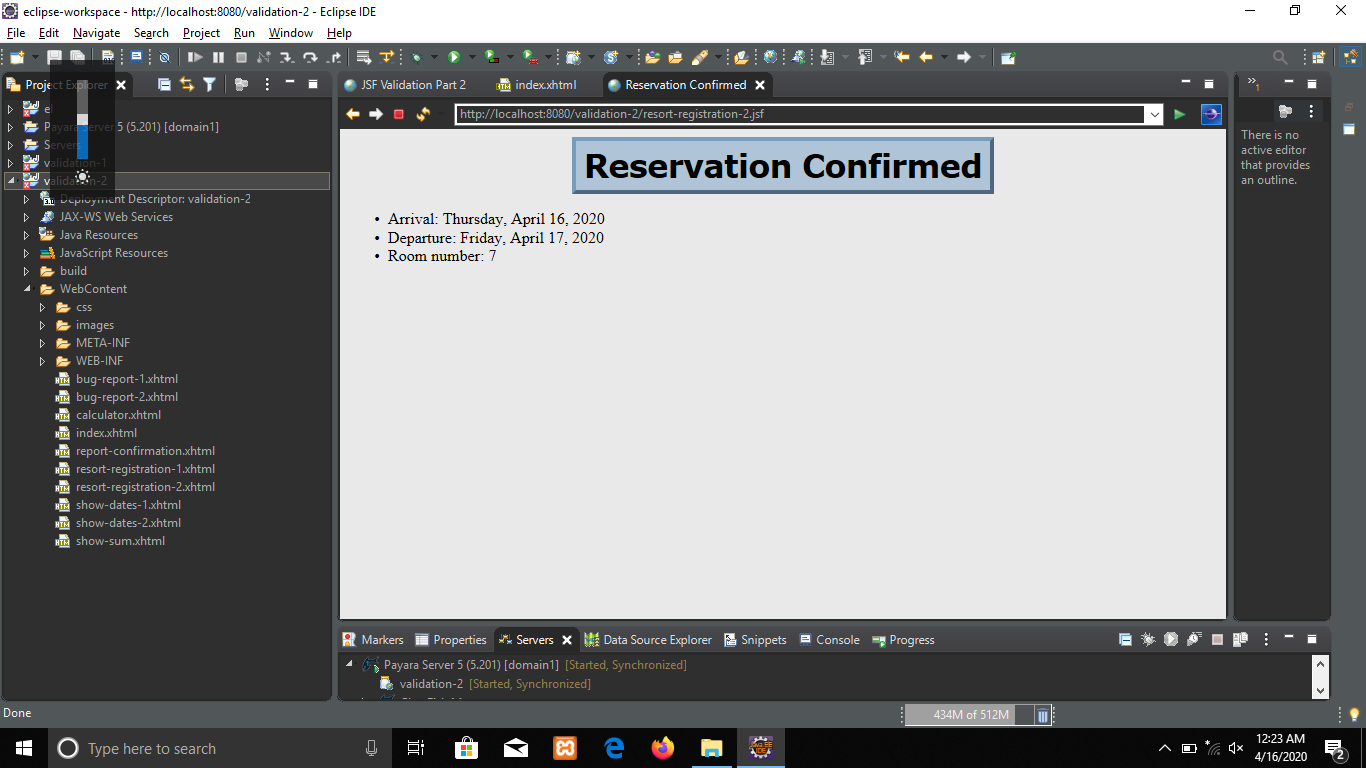 eclipse-workspace - http://localhost:8080/validation-2 - Eclipse IDE
File Edit Navigate Search Project Run Window Help
Project Explorer
JSF Validation Part 2
index.xhtml
Reservation Confirmed
1
http://localhost:8080/validation-2/resort-registration-2.jsf
Payara Server 5 (5.201) [domain1]
Servers
validation-1
validation-2
Deployment Descriptor: validation-2
JAX-WS Web Services
Java Resources
JavaScript Resources
build
WebContent
css
images
META-INF
WEB-INF
bug-report-1.xhtml
bug-report-2.xhtml
calculator.xhtml
index.xhtml
report-confirmation.xhtml
resort-registration-1.xhtml
resort-registration-2.xhtml
show-dates-1.xhtml
show-dates-2.xhtml
show-sum.xhtml
Reservation Confirmed
• Arrival: Thursday, April 16, 2020
• Departure: Friday, April 17, 2020
• Room number: 7
There is no
active editor
that provides
an outline.
Markers Properties Servers Data Source Explorer Snippets Console Progress
Payara Server 5 (5.201) [domain1] [Started, Synchronized]
validation-2 [Started, Synchronized]
Done
434M of 512M
Type here to search
12:23 AM
4/16/2020
2